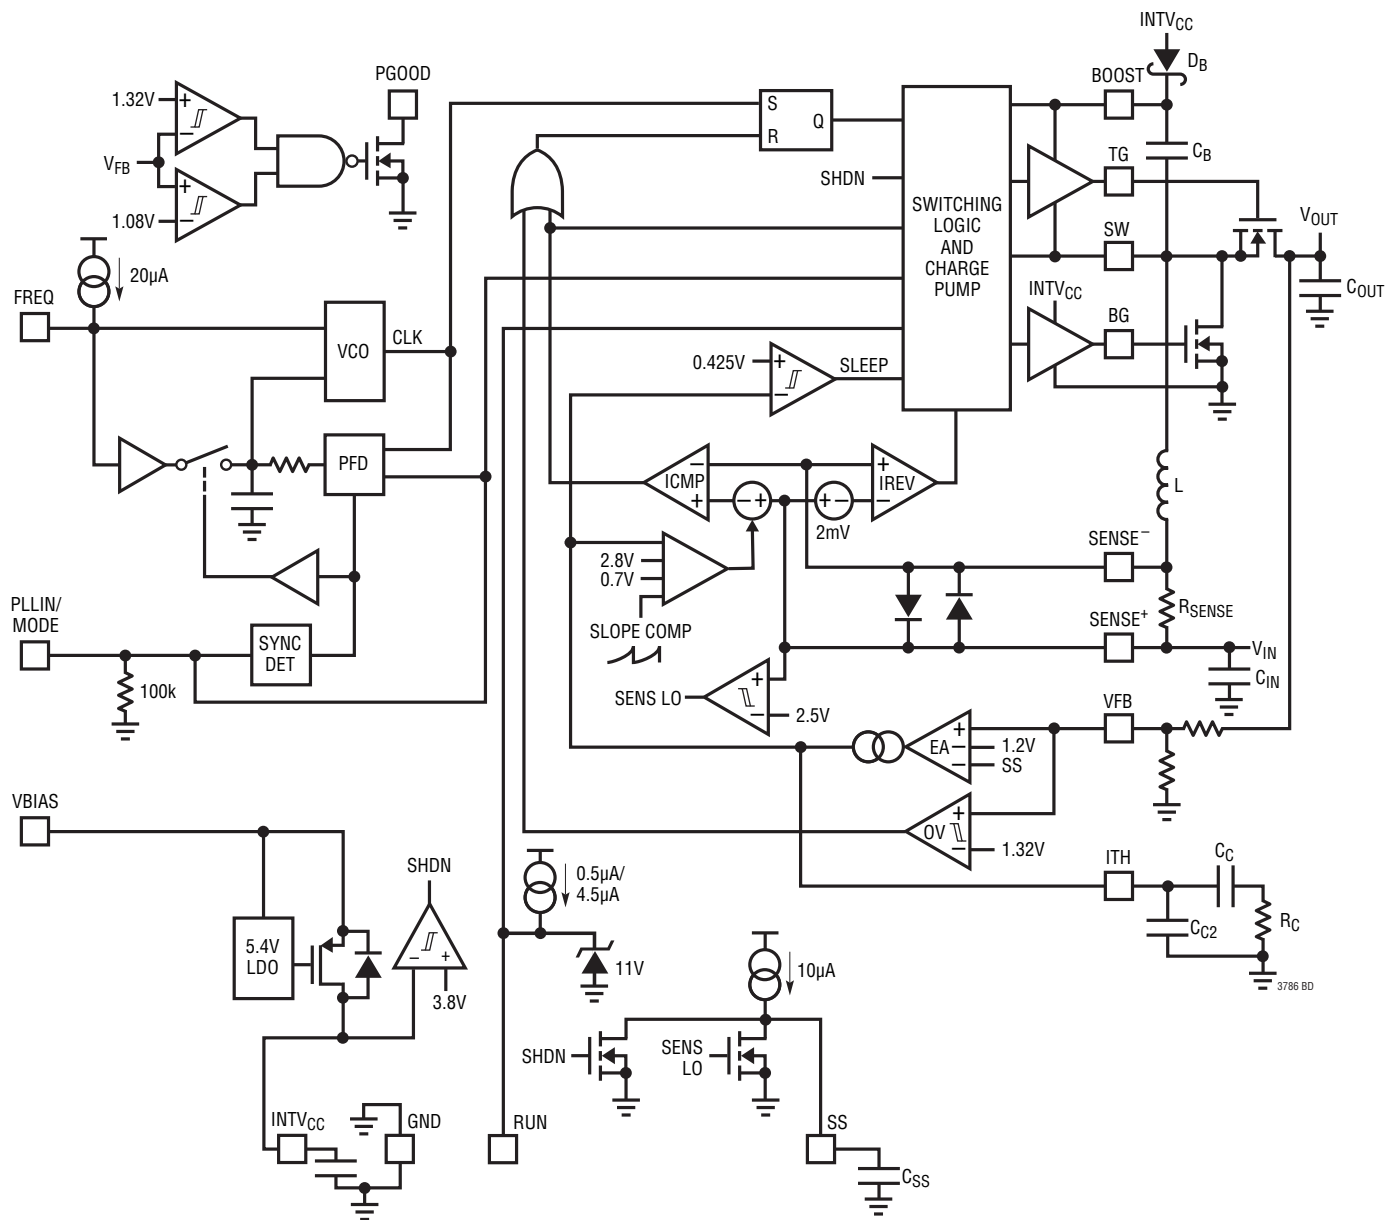 INTVCC
DB
BOOST
PGOOD
1.32V
+
–
VFB
+
–
1.08V
S
R
Q
CB
TG
SHDN
SWITCHING
LOGIC
AND
CHARGE
PUMP
SW
VOUT
COUT
20µA
FREQ
INTVCC
BG
VCO
CLK
0.425V
+
–
SLEEP
PFD
–
ICMP
+
– +
+ –
2mV
+
IREV
–
L
SENSE–
2.8V
0.7V
SLOPE COMP
RSENSE
SENSE+
PLLIN/
MODE
SYNC
DET
100k
VIN
CIN
SENS LO
+
–
2.5V
VFB
EA
+
–
–
1.2V
SS
OV
+
–
1.32V
VBIAS
SHDN
– +
3.8V
5.4V
LDO
0.5µA/
4.5µA
11V
ITH
CC
CC2
RC
3786 BD
10µA
SHDN
SENS
LO
INTVCC
GND
RUN
SS
CSS